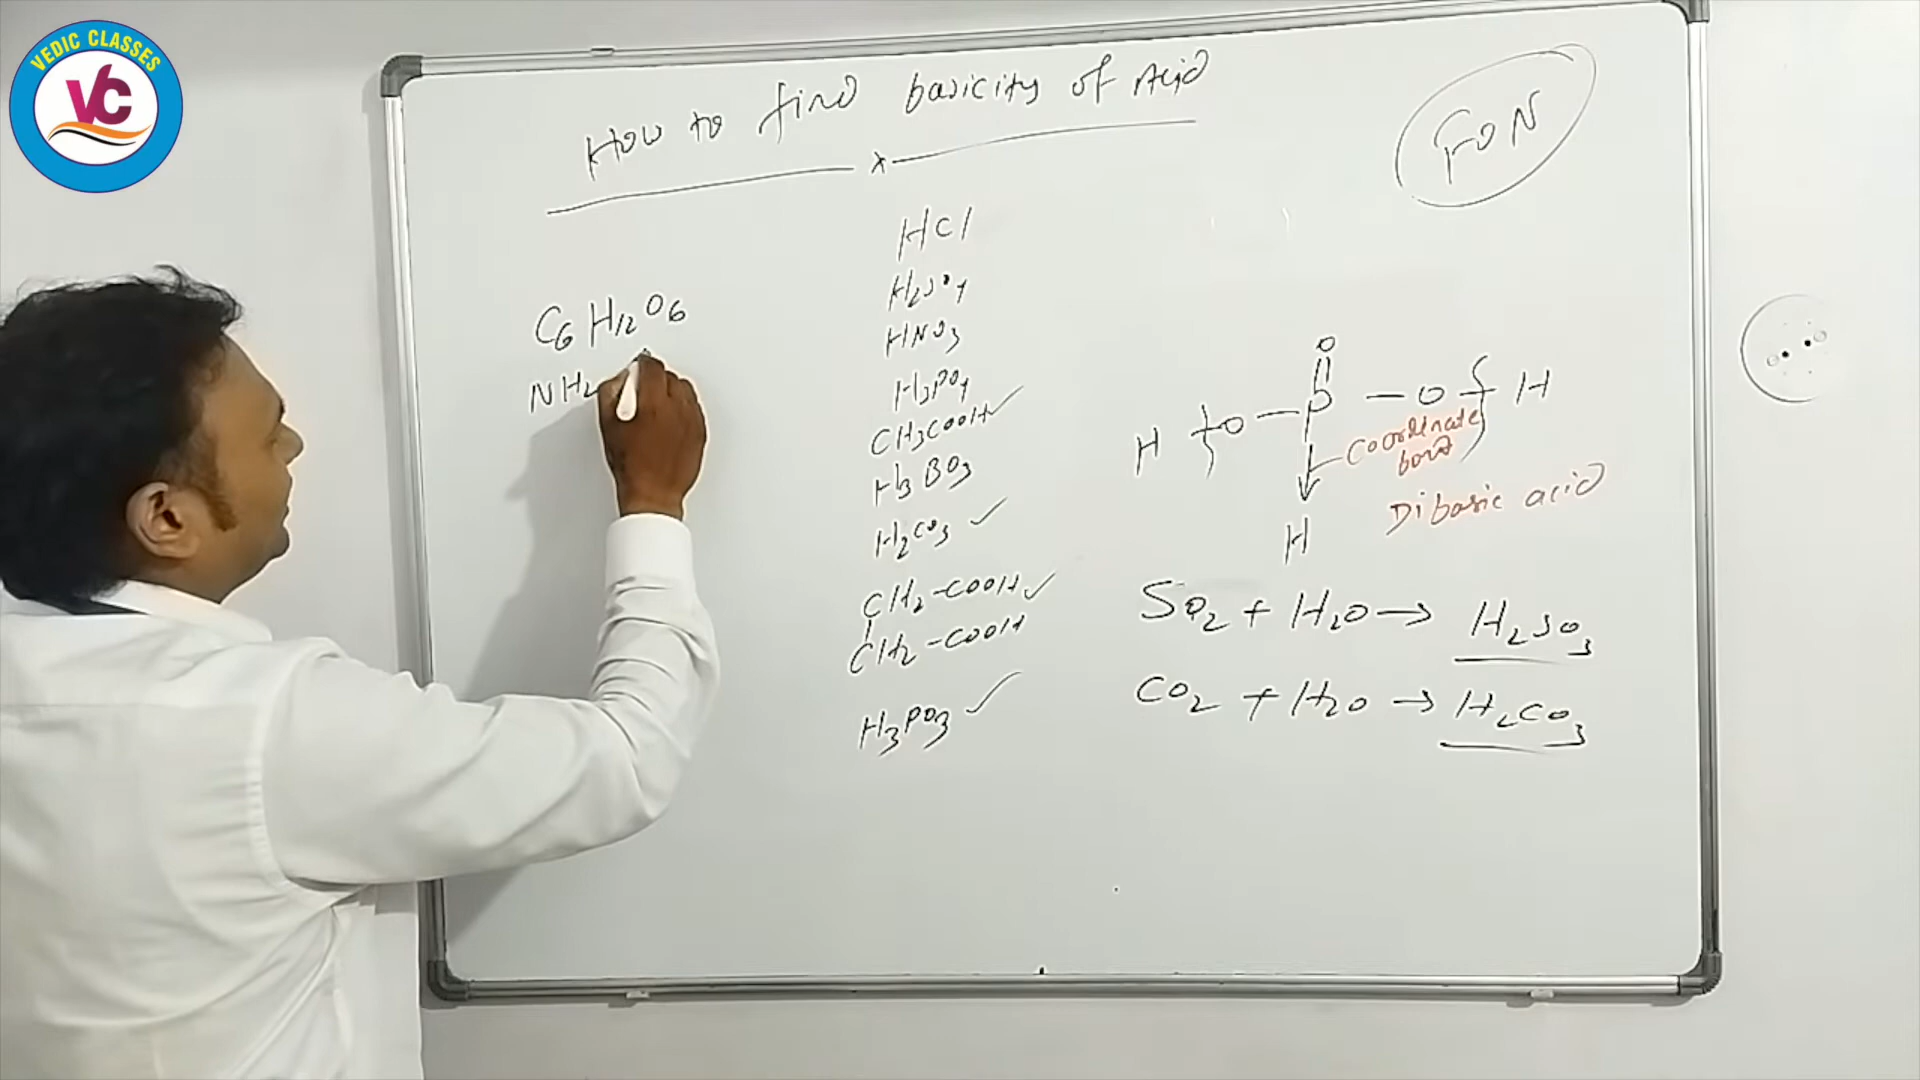 VEDIC CLASSES
VC
How to find basicity of Acid
x
FON
C6H12O6
NH2
HCl
H2SO4
HNO3
H3PO4
CH3COOH ✓
H3BO3
H2CO3 ✓
CH2-COOH ✓
CH2-COOH
H3PO3 ✓
O
H O P O H
Coordinate
bond
H
Dibasic acid
SO2 + H2O → H2SO3
CO2 + H2O → H2CO3